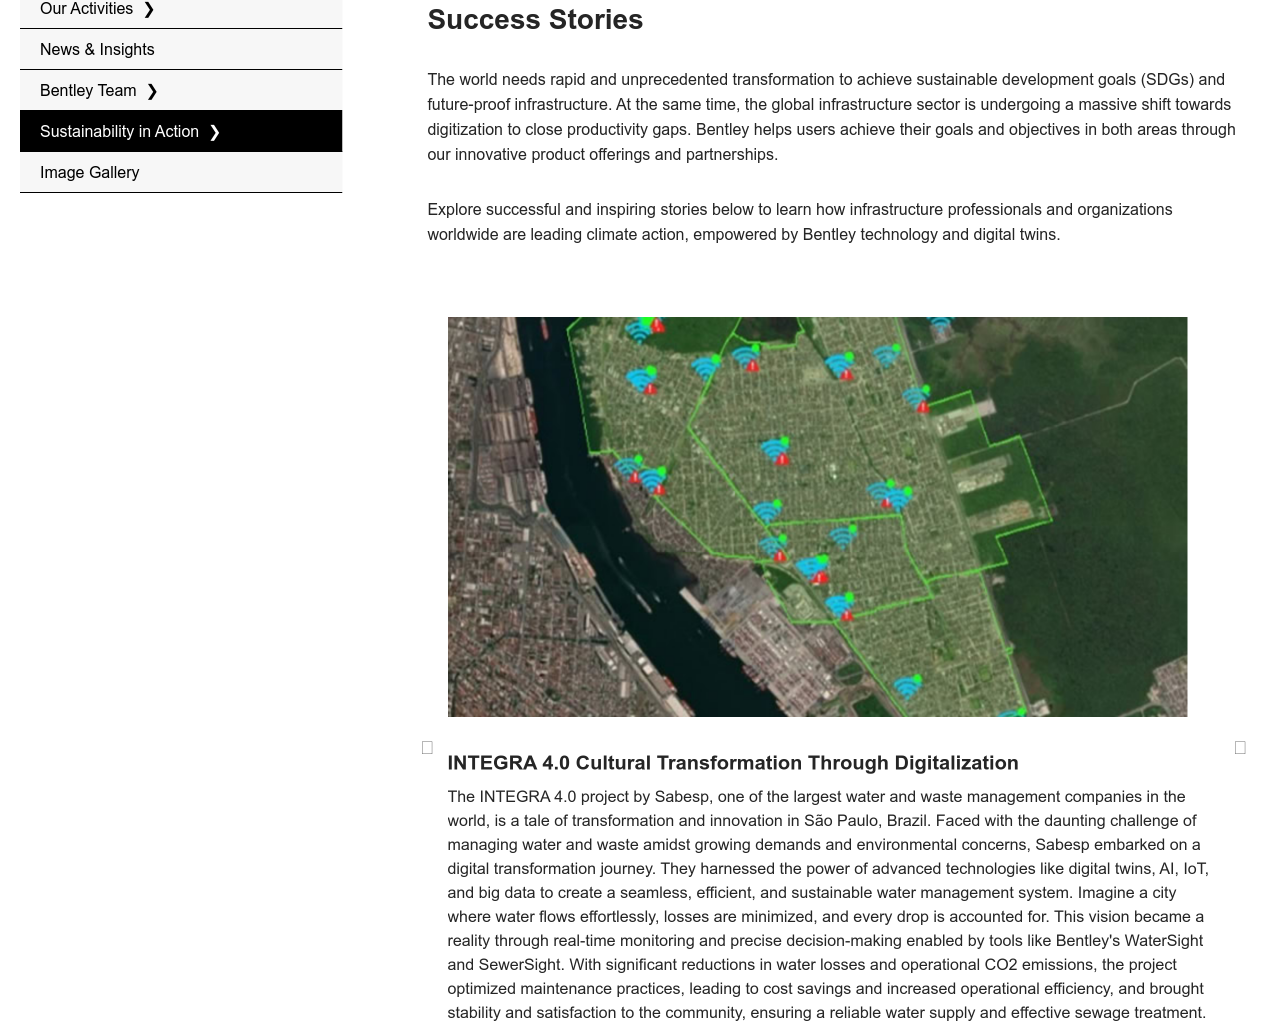 Our Activities ❯
News & Insights
Bentley Team ❯
Sustainability in Action ❯
Image Gallery
Success Stories
The world needs rapid and unprecedented transformation to achieve sustainable development goals (SDGs) and
future-proof infrastructure. At the same time, the global infrastructure sector is undergoing a massive shift towards
digitization to close productivity gaps. Bentley helps users achieve their goals and objectives in both areas through
our innovative product offerings and partnerships.
Explore successful and inspiring stories below to learn how infrastructure professionals and organizations
worldwide are leading climate action, empowered by Bentley technology and digital twins.
INTEGRA 4.0 Cultural Transformation Through Digitalization
The INTEGRA 4.0 project by Sabesp, one of the largest water and waste management companies in the
world, is a tale of transformation and innovation in São Paulo, Brazil. Faced with the daunting challenge of
managing water and waste amidst growing demands and environmental concerns, Sabesp embarked on a
digital transformation journey. They harnessed the power of advanced technologies like digital twins, AI, IoT,
and big data to create a seamless, efficient, and sustainable water management system. Imagine a city
where water flows effortlessly, losses are minimized, and every drop is accounted for. This vision became a
reality through real-time monitoring and precise decision-making enabled by tools like Bentley's WaterSight
and SewerSight. With significant reductions in water losses and operational CO2 emissions, the project
optimized maintenance practices, leading to cost savings and increased operational efficiency, and brought
stability and satisfaction to the community, ensuring a reliable water supply and effective sewage treatment.